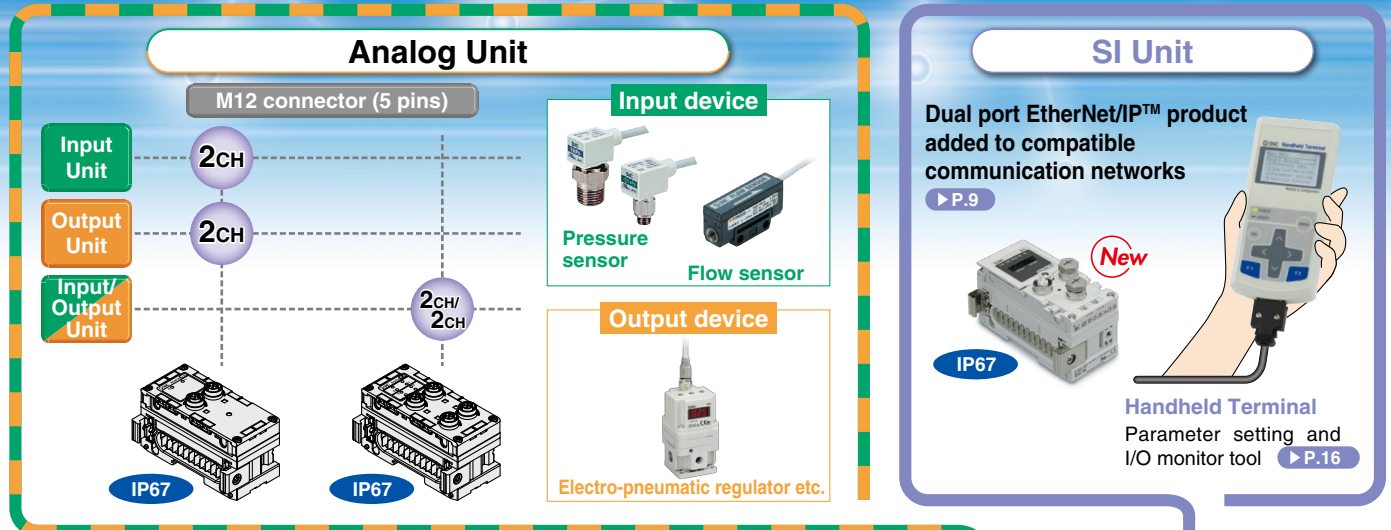 Analog Unit
M12 connector (5 pins)
Input
Unit
2CH
Output
Unit
2CH
Input/
Output
Unit
2CH/
2CH
IP67
IP67
Input device
Pressure
sensor
Flow sensor
Output device
Electro-pneumatic regulator etc.
SI Unit
Dual port EtherNet/IP™ product
added to compatible
communication networks
▶P.9
New
IP67
Handheld Terminal
Handheld Terminal
Parameter setting and
I/O monitor tool ▶P.16